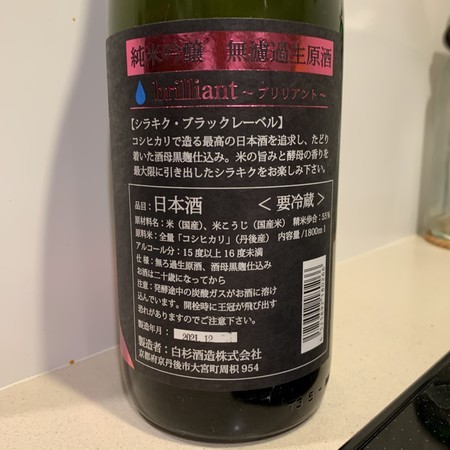 純米吟醸　無濾過生原酒
brilliant ～ブリリアント～
【シラキク・ブラックレーベル】
コシヒカリで造る最高の日本酒を追求し、たどり
着いた酒母黒麹仕込み。米の旨みと酵母の香りを
最大限に引き出したシラキクをお楽しみ下さい。
品目：日本酒　＜要冷蔵＞
原材料名：米（国産）、米こうじ（国産米）　精米歩合：55%
原料米：全量「コシヒカリ」（丹後産）　内容量/1800ml
アルコール分：15度以上16度未満
仕様：無ろ過生原酒、酒母黒麹仕込み
お酒は二十歳になってから
注意：発酵途中の炭酸ガスがお酒に溶け
込んでいます。開栓時に王冠が飛び出す
恐れがありますのでご注意下さい。
製造年月：2021.12
製造者：白杉酒造株式会社
京都府京丹後市大宮町周枳 954